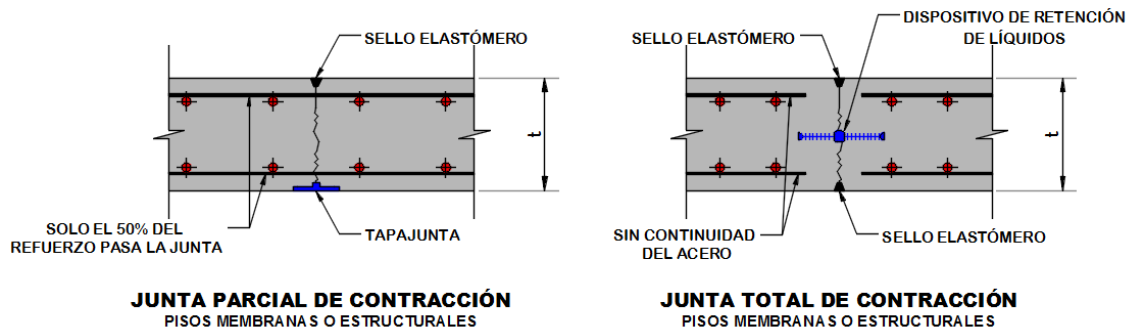 SELLO ELASTÓMERO
t
SOLO EL 50% DEL
REFUERZO PASA LA JUNTA
TAPAJUNTA
JUNTA PARCIAL DE CONTRACCIÓN
PISOS MEMBRANAS O ESTRUCTURALES
DISPOSITIVO DE RETENCIÓN
DE LÍQUIDOS
SELLO ELASTÓMERO
t
SIN CONTINUIDAD
DEL ACERO
SELLO ELASTÓMERO
JUNTA TOTAL DE CONTRACCIÓN
PISOS MEMBRANAS O ESTRUCTURALES